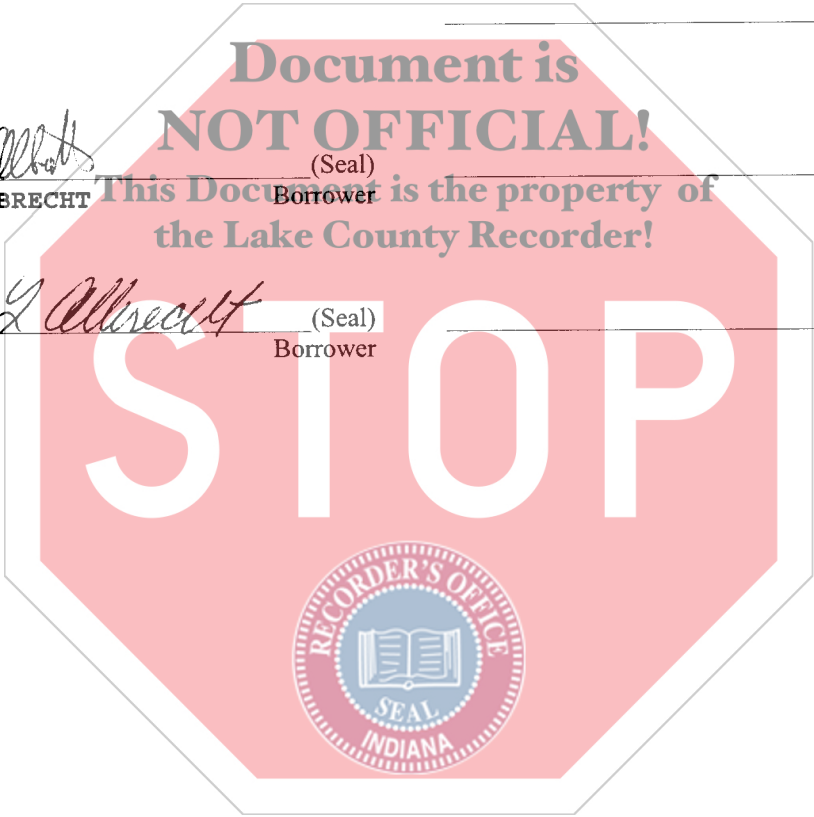 Document is
NOT OFFICIAL!
(Seal)
BRECHT
Borrower
This Document is the property of
the Lake County Recorder!
L Albrecht
(Seal)
Borrower
STOP
RECORDER'S OFFICE
SEAL
INDIANA